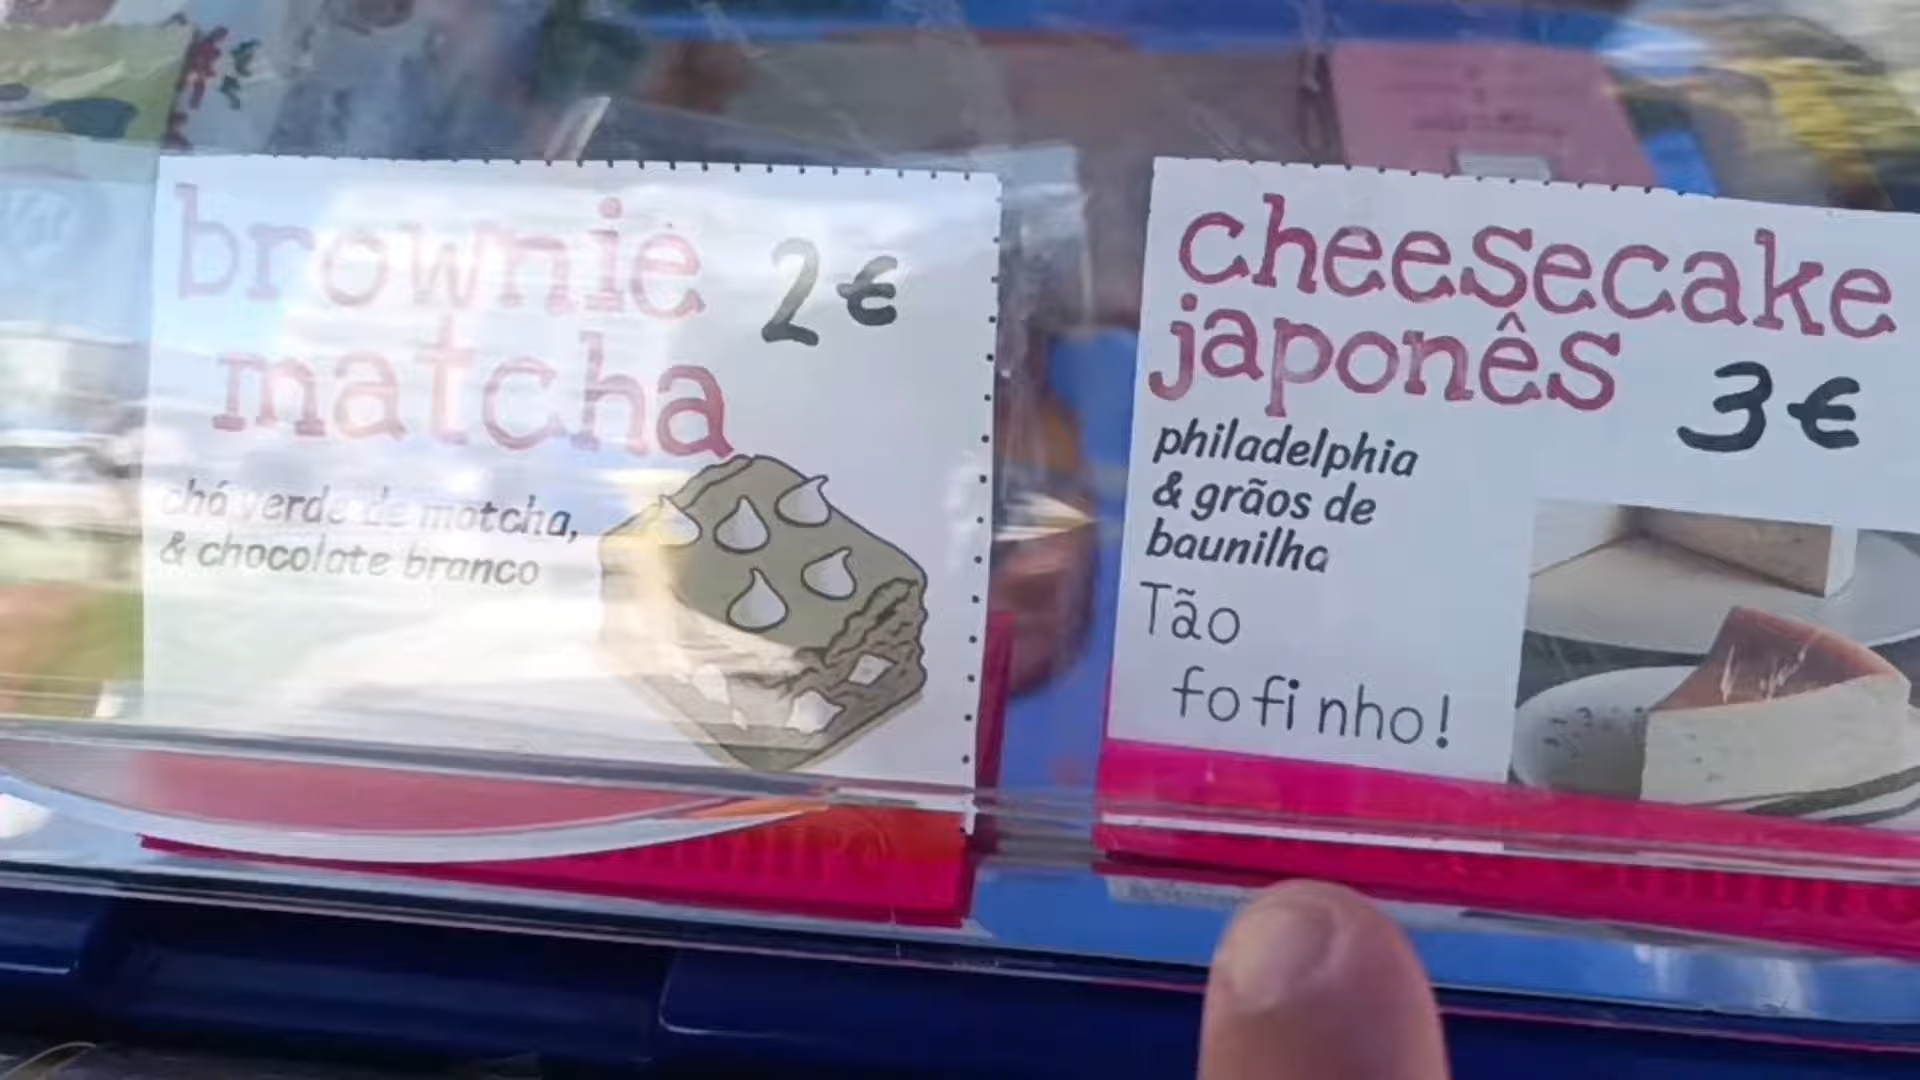 brownie
matcha
2€
chá verde de matcha,
& chocolate branco
cheesecake
japonês
3€
philadelphia
& grãos de
baunilha
Tão
fofinho!